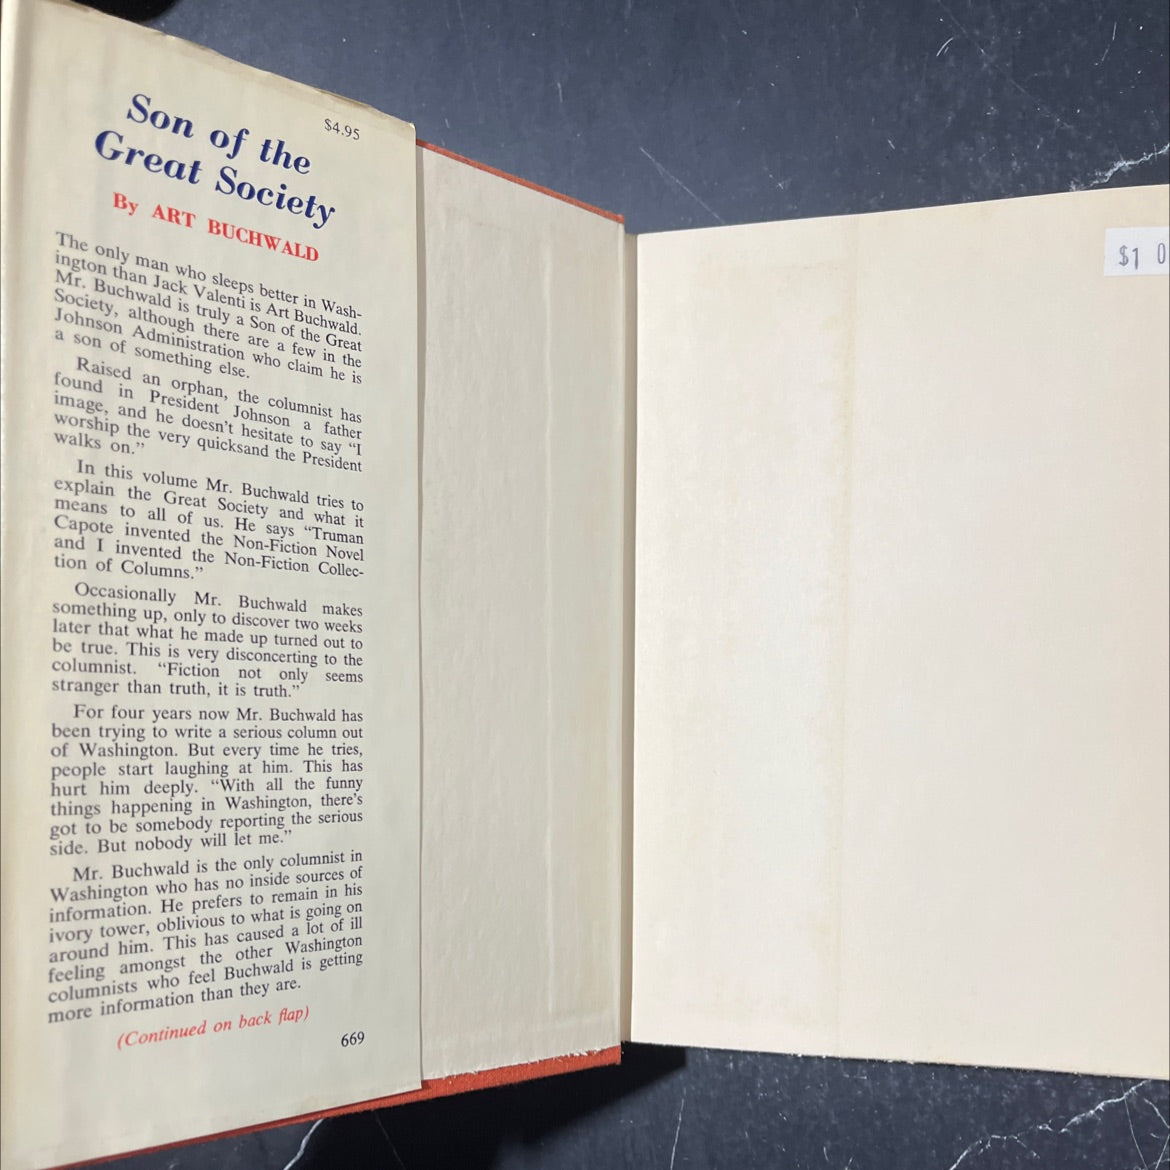 $4.95
Son of the
Great Society
By ART BUCHWALD
The only man who sleeps better in Wash-
ington than Jack Valenti is Art Buchwald.
Mr. Buchwald is truly a Son of the Great
Society, although there are a few in the
Johnson Administration who claim he is
a son of something else.
Raised an orphan, the columnist has
found in President Johnson a father
image, and he doesn't hesitate to say “I
worship the very quicksand the President
walks on.”
In this volume Mr. Buchwald tries to
explain the Great Society and what it
means to all of us. He says “Truman
Capote invented the Non-Fiction Novel
and I invented the Non-Fiction Collec-
tion of Columns.”
Occasionally Mr. Buchwald makes
something up, only to discover two weeks
later that what he made up turned out to
be true. This is very disconcerting to the
columnist. “Fiction not only seems
stranger than truth, it is truth.”
For four years now Mr. Buchwald has
been trying to write a serious column out
of Washington. But every time he tries,
people start laughing at him. This has
hurt him deeply. “With all the funny
things happening in Washington, there's
got to be somebody reporting the serious
side. But nobody will let me.”
Mr. Buchwald is the only columnist in
Washington who has no inside sources of
information. He prefers to remain in his
ivory tower, oblivious to what is going on
around him. This has caused a lot of ill
feeling amongst the other Washington
columnists who feel Buchwald is getting
more information than they are.
(Continued on back flap)
669
$1 0